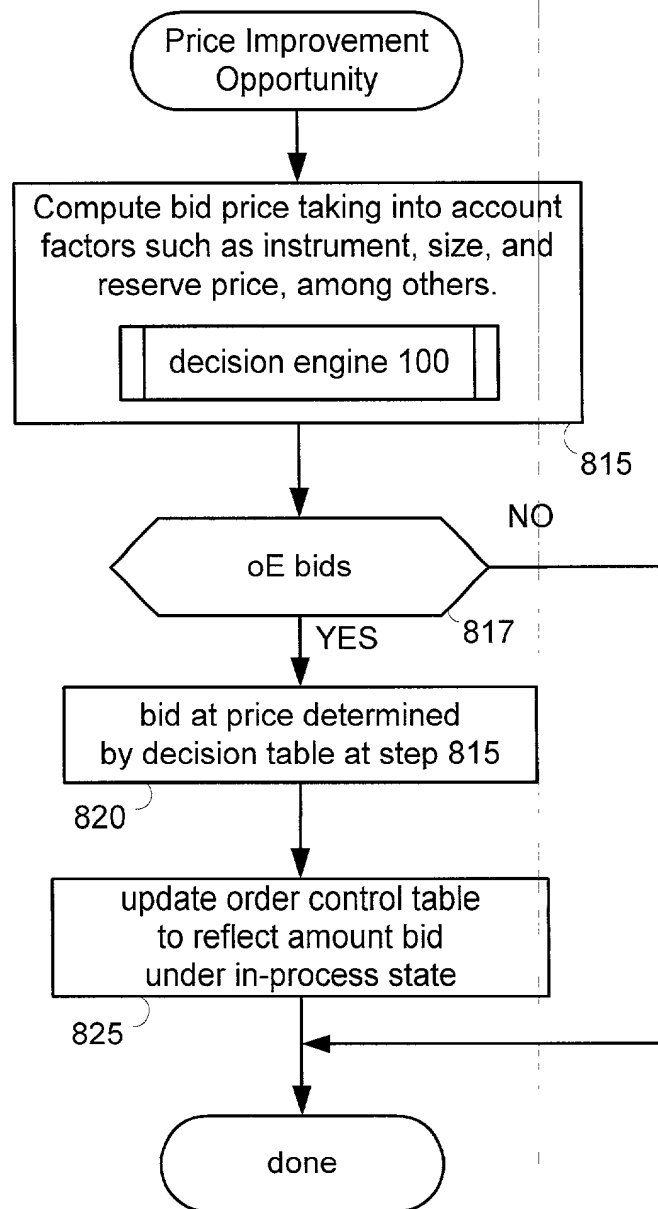 Price Improvement
Opportunity
Compute bid price taking into account
factors such as instrument, size, and
reserve price, among others.
decision engine 100
815
NO
oE bids
817
YES
bid at price determined
by decision table at step 815
820
update order control table
to reflect amount bid
under in-process state
825
done